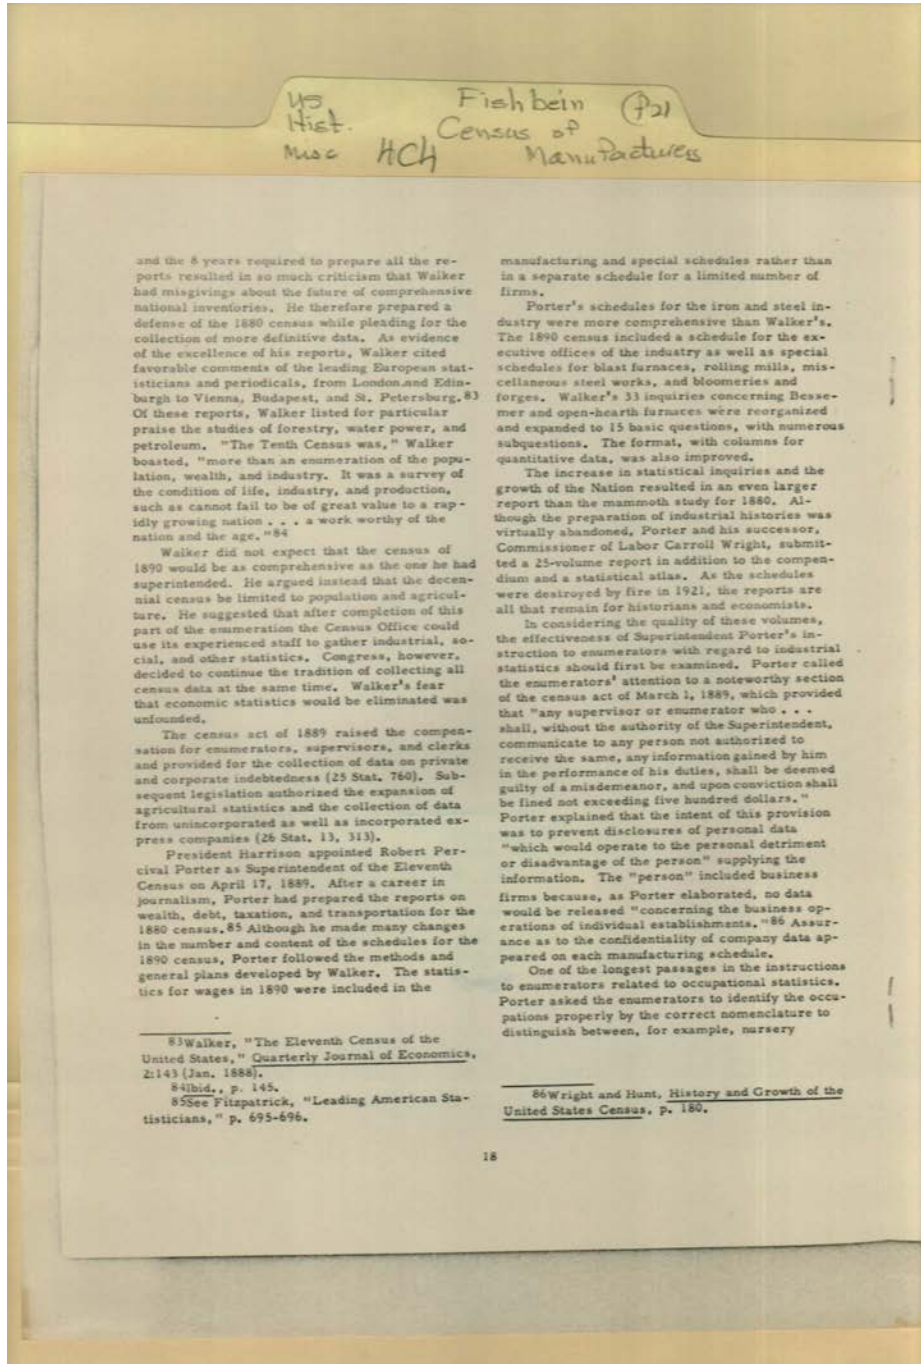 US Hist. Misc
HCH
Fishbein
Census of
Manufacturers
and the 8 years required to prepare all the re-
ports resulted in so much criticism that Walker
had misgivings about the future of comprehensive
national inventories. He therefore prepared a
defense of the 1880 census while pleading for the
collection of more definitive data. As evidence
of the excellence of his reports, Walker cited
favorable comments of the leading European stat-
isticians and periodicals, from London and Edin-
burgh to Vienna, Budapest, and St. Petersburg.83
Of these reports, Walker listed for particular
praise the studies of forestry, water power, and
petroleum. "The Tenth Census was," Walker
boasted, "more than an enumeration of the popu-
lation, wealth, and industry. It was a survey of
the condition of life, industry, and production,
such as cannot fail to be of great value to a rap-
idly growing nation . . . a work worthy of the
nation and the age."84
Walker did not expect that the census of
1890 would be as comprehensive as the one he had
superintended. He argued instead that the decen-
nial census be limited to population and agricul-
ture. He suggested that after completion of this
part of the enumeration the Census Office could
use its experienced staff to gather industrial, so-
cial, and other statistics. Congress, however,
decided to continue the tradition of collecting all
census data at the same time. Walker's fear
that economic statistics would be eliminated was
unfounded.
The census act of 1889 raised the compen-
sation for enumerators, supervisors, and clerks
and provided for the collection of data on private
and corporate indebtedness (25 Stat. 760). Sub-
sequent legislation authorized the expansion of
agricultural statistics and the collection of data
from unincorporated as well as incorporated ex-
press companies (26 Stat. 13, 313).
President Harrison appointed Robert Per-
cival Porter as Superintendent of the Eleventh
Census on April 17, 1889. After a career in
journalism, Porter had prepared the reports on
wealth, debt, taxation, and transportation for the
1880 census.85 Although he made many changes
in the number and content of the schedules for the
1890 census, Porter followed the methods and
general plans developed by Walker. The statis-
tics for wages in 1890 were included in the
83Walker, "The Eleventh Census of the
United States," Quarterly Journal of Economics,
2:143 (Jan. 1888).
84Ibid., p. 145.
85See Fitzpatrick, "Leading American Sta-
tisticians," p. 695-696.
manufacturing and special schedules rather than
in a separate schedule for a limited number of
firms.
Porter's schedules for the iron and steel in-
dustry were more comprehensive than Walker's.
The 1890 census included a schedule for the ex-
ecutive offices of the industry as well as special
schedules for blast furnaces, rolling mills, mis-
cellaneous steel works, and bloomeries and
forges. Walker's 33 inquiries concerning Besse-
mer and open-hearth furnaces were reorganized
and expanded to 15 basic questions, with numerous
subquestions. The format, with columns for
quantitative data, was also improved.
The increase in statistical inquiries and the
growth of the Nation resulted in an even larger
report than the mammoth study for 1880. Al-
though the preparation of industrial histories was
virtually abandoned, Porter and his successor,
Commissioner of Labor Carroll Wright, submit-
ted a 25-volume report in addition to the compen-
dium and a statistical atlas. As the schedules
were destroyed by fire in 1921, the reports are
all that remain for historians and economists.
In considering the quality of these volumes,
the effectiveness of Superintendent Porter's in-
struction to enumerators with regard to industrial
statistics should first be examined. Porter called
the enumerators' attention to a noteworthy section
of the census act of March 1, 1889, which provided
that "any supervisor or enumerator who . . .
shall, without the authority of the Superintendent,
communicate to any person not authorized to
receive the same, any information gained by him
in the performance of his duties, shall be deemed
guilty of a misdemeanor, and upon conviction shall
be fined not exceeding five hundred dollars."
Porter explained that the intent of this provision
was to prevent disclosures of personal data
"which would operate to the personal detriment
or disadvantage of the person" supplying the
information. The "person" included business
firms because, as Porter elaborated, no data
would be released "concerning the business op-
erations of individual establishments."86 Assur-
ance as to the confidentiality of company data ap-
peared on each manufacturing schedule.
One of the longest passages in the instructions
to enumerators related to occupational statistics.
Porter asked the enumerators to identify the occu-
pations properly by the correct nomenclature to
distinguish between, for example, nursery
86Wright and Hunt, History and Growth of the
United States Census, p. 180.
18